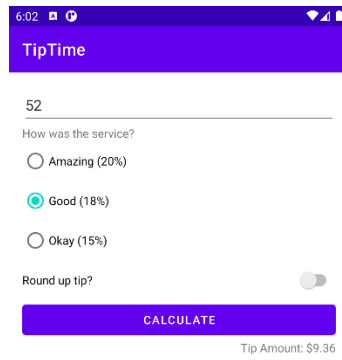 6:02
TipTime
52
How was the service?
Amazing (20%)
Good (18%)
Okay (15%)
Round up tip?
CALCULATE
Tip Amount: $9.36